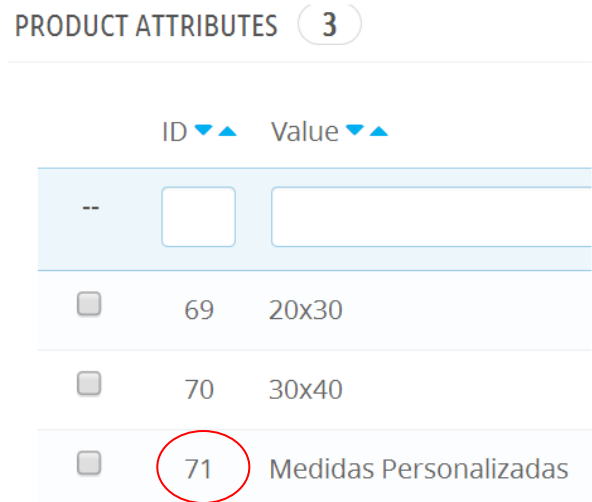 PRODUCT ATTRIBUTES 3
ID Value
--
69 20x30
70 30x40
71 Medidas Personalizadas